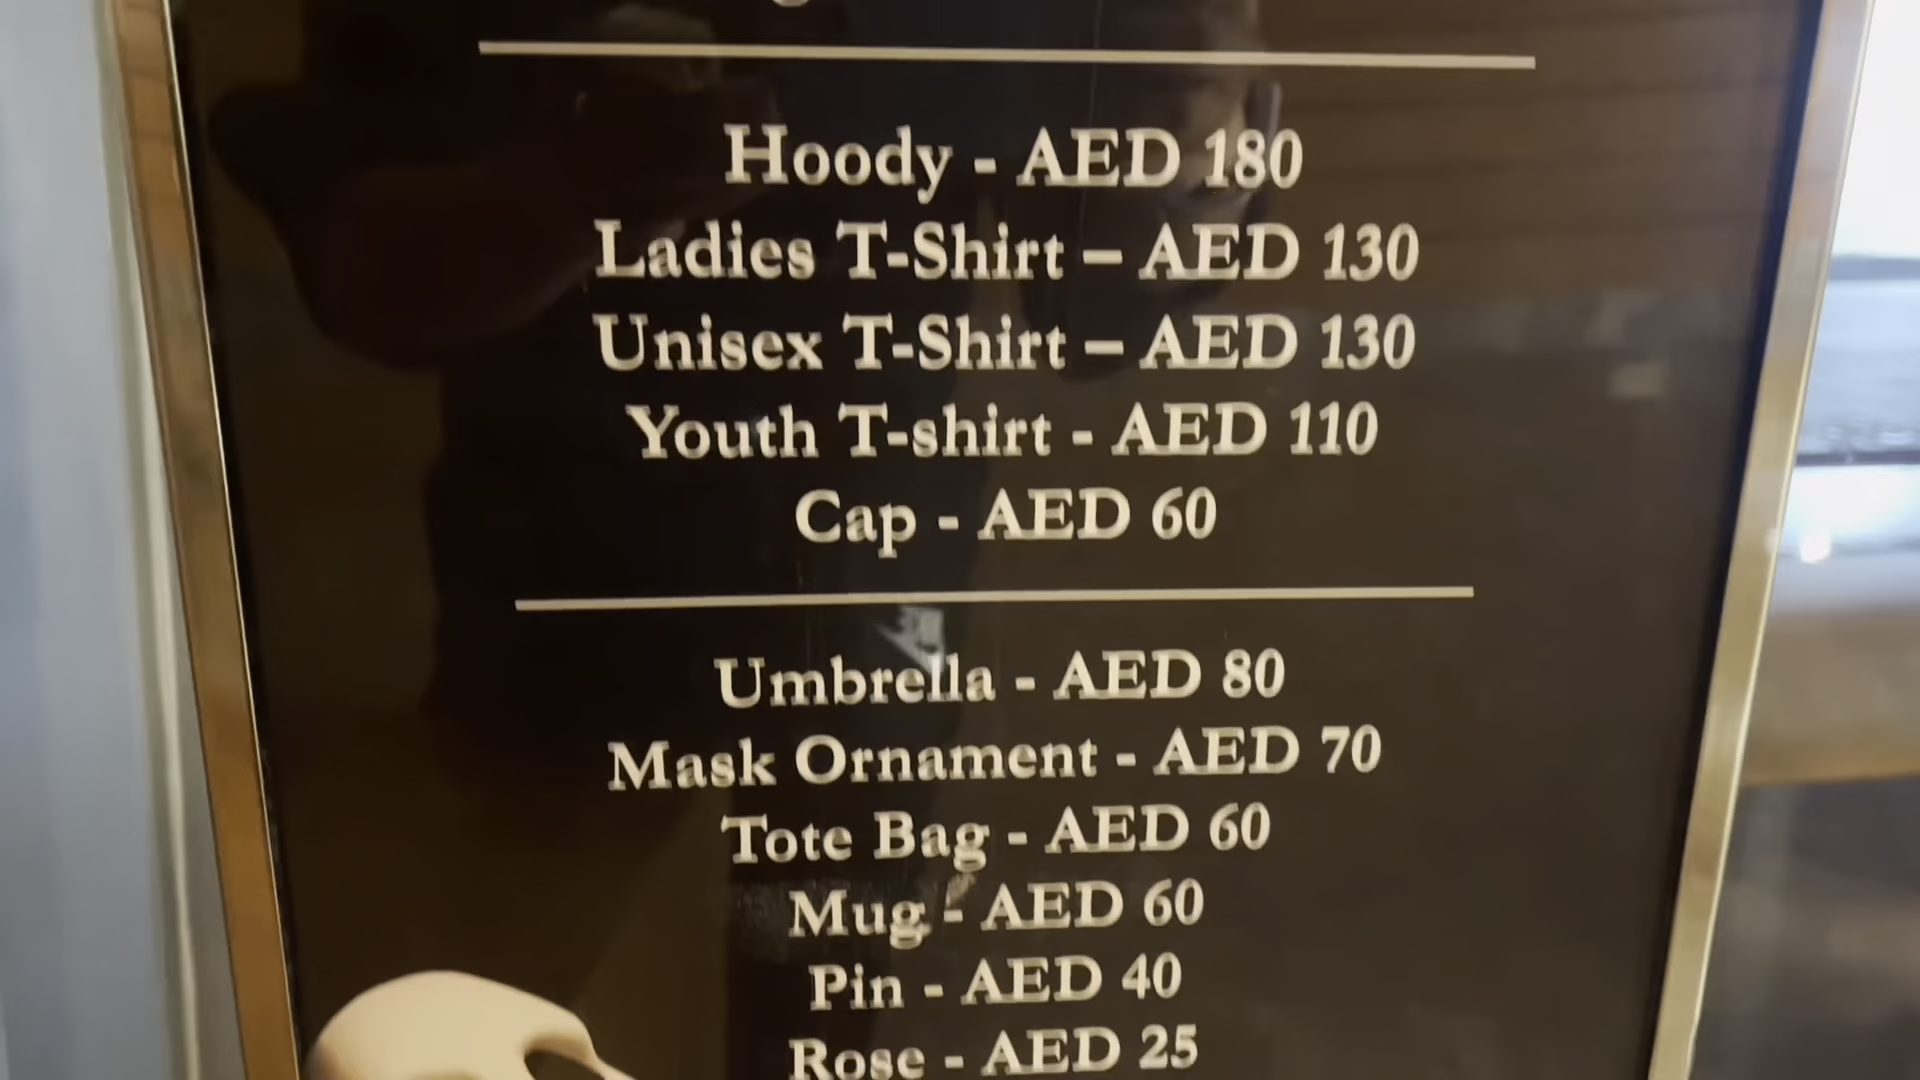 Hoody - AED 180
Ladies T-Shirt – AED 130
Unisex T-Shirt – AED 130
Youth T-shirt - AED 110
Cap - AED 60
Umbrella - AED 80
Mask Ornament - AED 70
Tote Bag - AED 60
Mug - AED 60
Pin - AED 40
Rose - AED 25